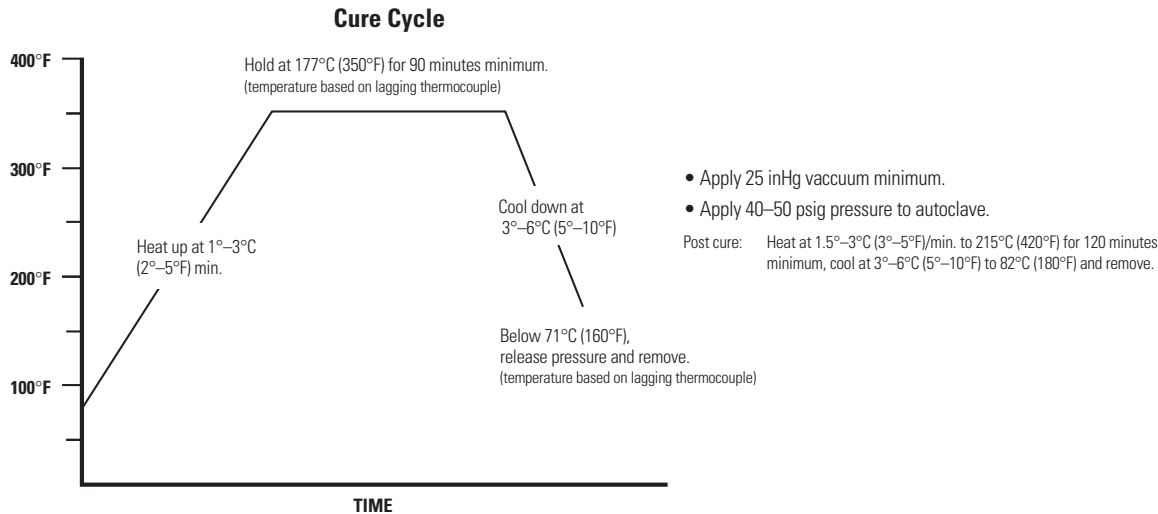 Cure Cycle
400°F
300°F
200°F
100°F
Hold at 177°C (350°F) for 90 minutes minimum.
(temperature based on lagging thermocouple)
Heat up at 1°–3°C
(2°–5°F) min.
Cool down at
3°–6°C (5°–10°F)
Below 71°C (160°F),
release pressure and remove.
(temperature based on lagging thermocouple)
TIME
• Apply 25 inHg vaccuum minimum.
• Apply 40–50 psig pressure to autoclave.
Post cure: Heat at 1.5°–3°C (3°–5°F)/min. to 215°C (420°F) for 120 minutes
minimum, cool at 3°–6°C (5°–10°F) to 82°C (180°F) and remove.